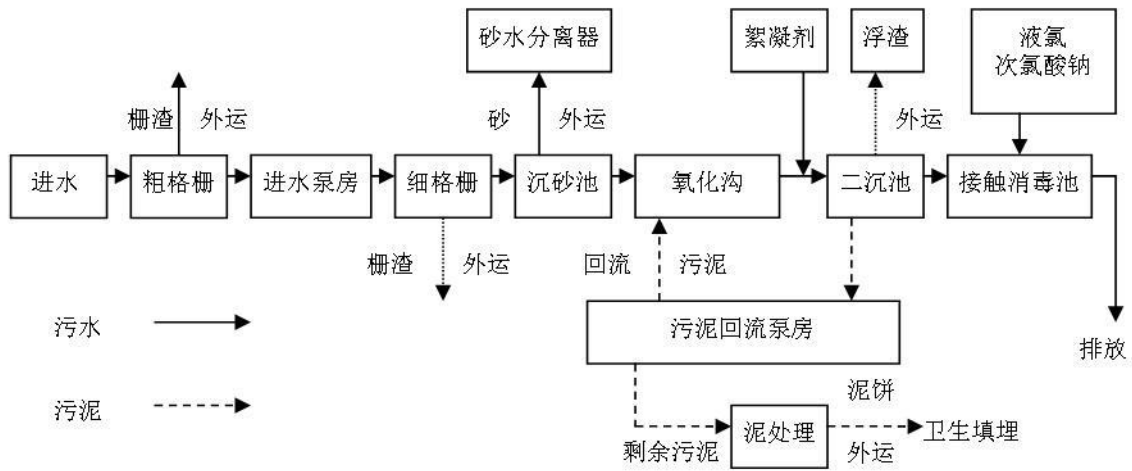 砂水分离器
絮凝剂
浮渣
液氯
次氯酸钠
栅渣
外运
砂
外运
外运
进水
粗格栅
进水泵房
细格栅
沉砂池
氧化沟
二沉池
接触消毒池
栅渣
外运
回流
污泥
污水
污泥回流泵房
排放
污泥
泥饼
剩余污泥
泥处理
外运
卫生填埋